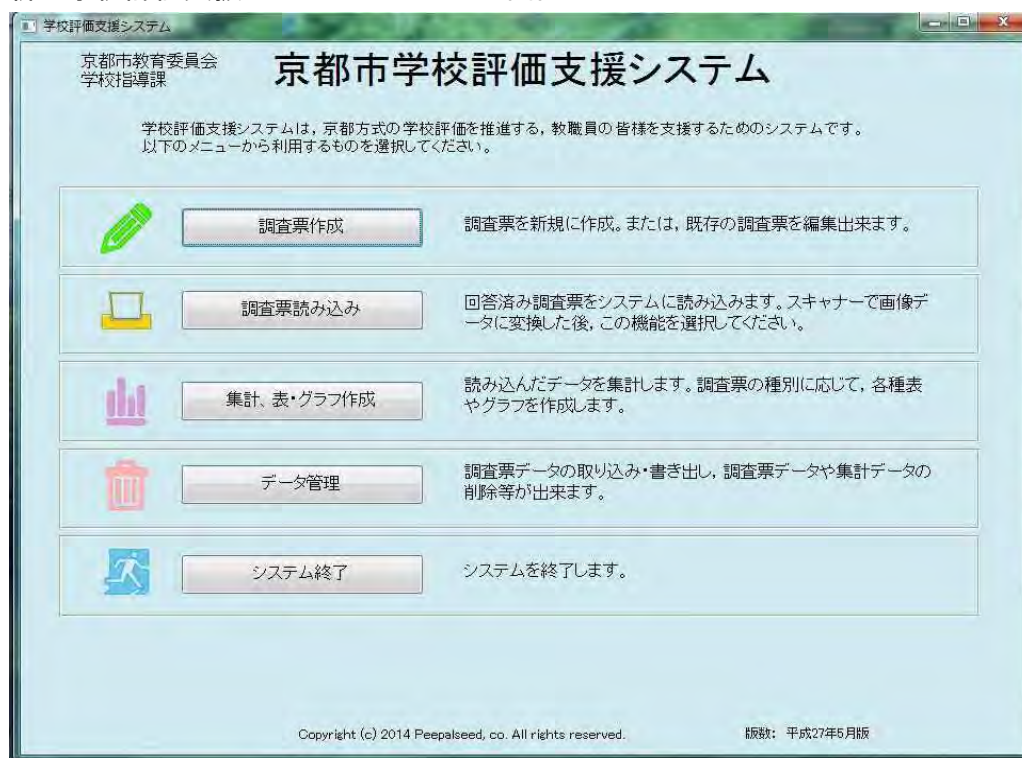 学校評価支援システム
京都市教育委員会
学校指導課
京都市学校評価支援システム
学校評価支援システムは，京都方式の学校評価を推進する，教職員の皆様を支援するためのシステムです。
以下のメニューから利用するものを選択してください。
調査票作成
調査票を新規に作成。または，既存の調査票を編集出来ます。
調査票読み込み
回答済み調査票をシステムに読み込みます。スキャナーで画像デ
ータに変換した後，この機能を選択してください。
集計、表・グラフ作成
読み込んだデータを集計します。調査票の種別に応じて，各種表
やグラフを作成します。
データ管理
調査票データの取り込み・書き出し，調査票データや集計データの
削除等が出来ます。
システム終了
システムを終了します。
Copyright (c) 2014 Peepalseed, co. All rights reserved.
版数： 平成27年5月版